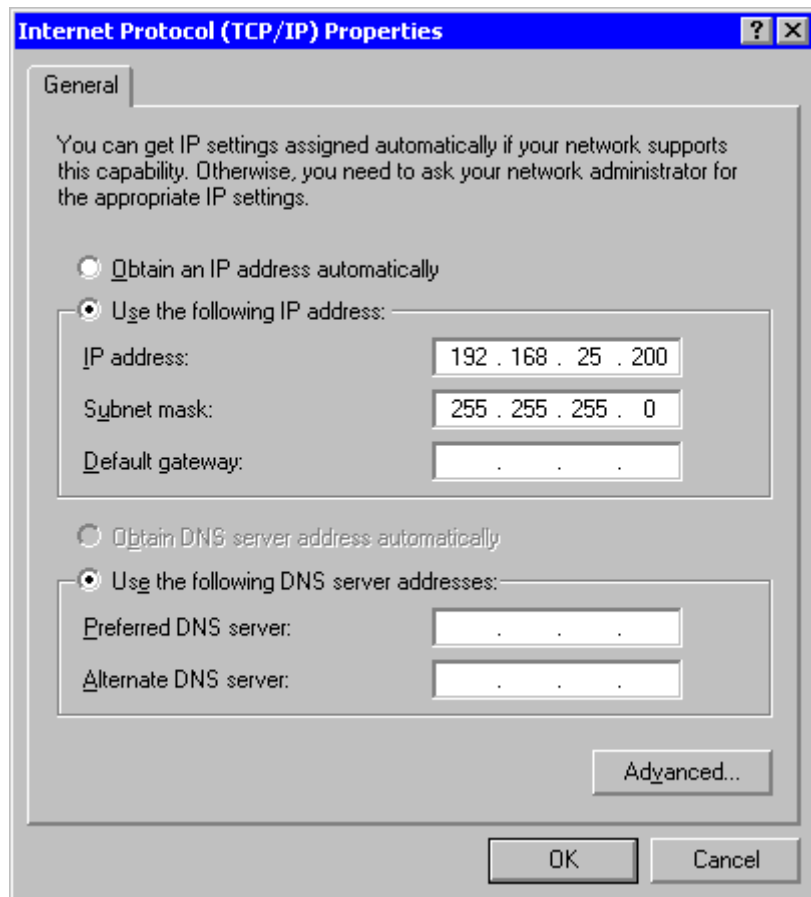 Internet Protocol (TCP/IP) Properties
General
You can get IP settings assigned automatically if your network supports
this capability. Otherwise, you need to ask your network administrator for
the appropriate IP settings.
Obtain an IP address automatically
Use the following IP address:
IP address: 192 . 168 . 25 . 200
Subnet mask: 255 . 255 . 255 . 0
Default gateway: . . .
Obtain DNS server address automatically
Use the following DNS server addresses:
Preferred DNS server: . . .
Alternate DNS server: . . .
Advanced...
OK Cancel